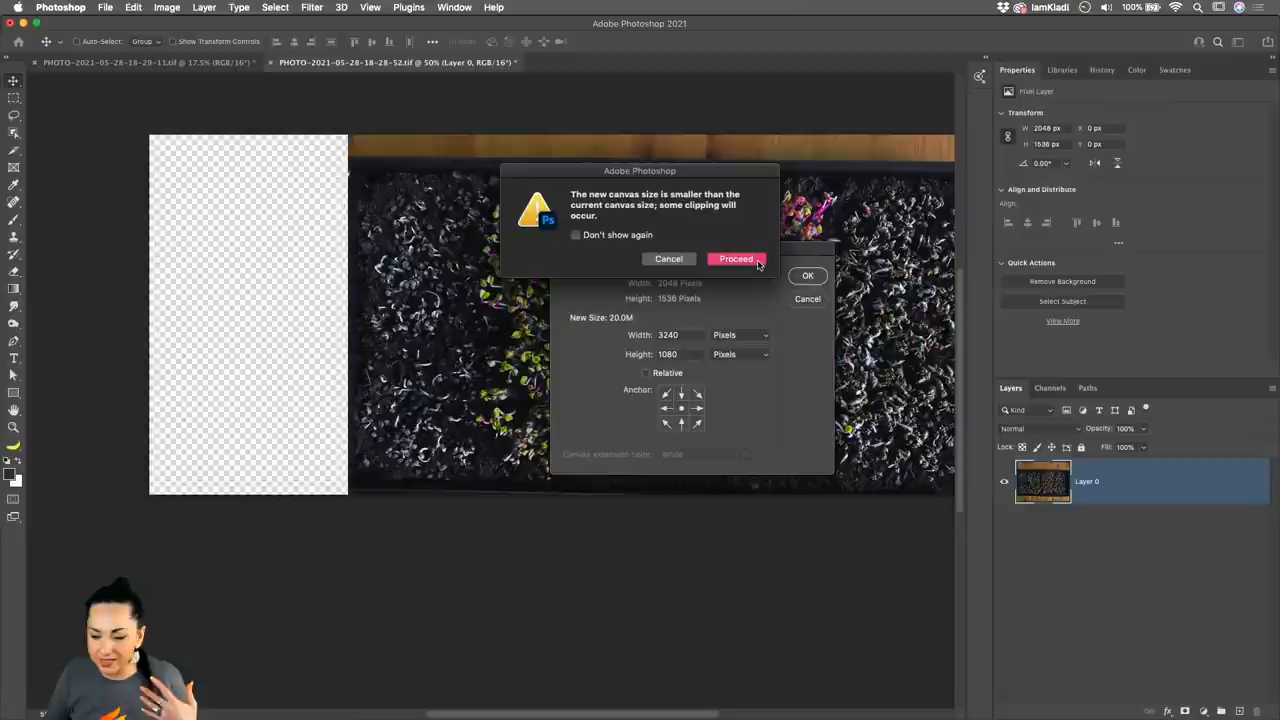 Photoshop File Edit Image Layer Type Select Filter 3D View Plugins Window Help
IamKladi 100%
Adobe Photoshop 2021
Auto-Select: Group Show Transform Controls
PHOTO-2021-05-28-18-29-11.tif @ 17.5% (RGB/16*) *
PHOTO-2021-05-28-18-28-52.tif @ 50% (Layer 0, RGB/16*) *
Adobe Photoshop
The new canvas size is smaller than the
current canvas size; some clipping will
occur.
Ps
Don't show again
Cancel Proceed
OK
Cancel
Width: 2048 Pixels
Height: 1536 Pixels
New Size: 20.0M
Width: 3240 Pixels
Height: 1080 Pixels
Relative
Anchor:
Canvas extension color: White
Properties Libraries History Color Swatches
Pixel Layer
Transform
W 2048 px X 0 px
H 1536 px Y 0 px
0.00°
Align and Distribute
Align:
Quick Actions
Remove Background
Select Subject
View More
Layers Channels Paths
Kind
Normal Opacity: 100%
Lock: Fill: 100%
Layer 0